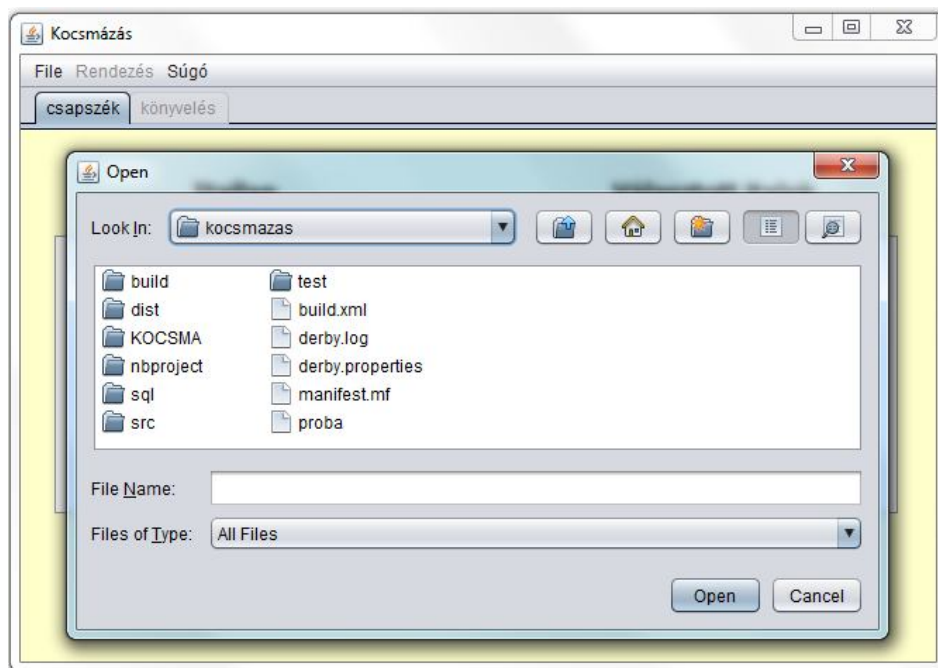 Kocsmázás
File Rendezés Súgó
csapszék könyvelés
Open
Look In: kocsmazas
build test
dist build.xml
KOCSMA derby.log
nbproject derby.properties
sql manifest.mf
src proba
File Name:
Files of Type: All Files
Open Cancel